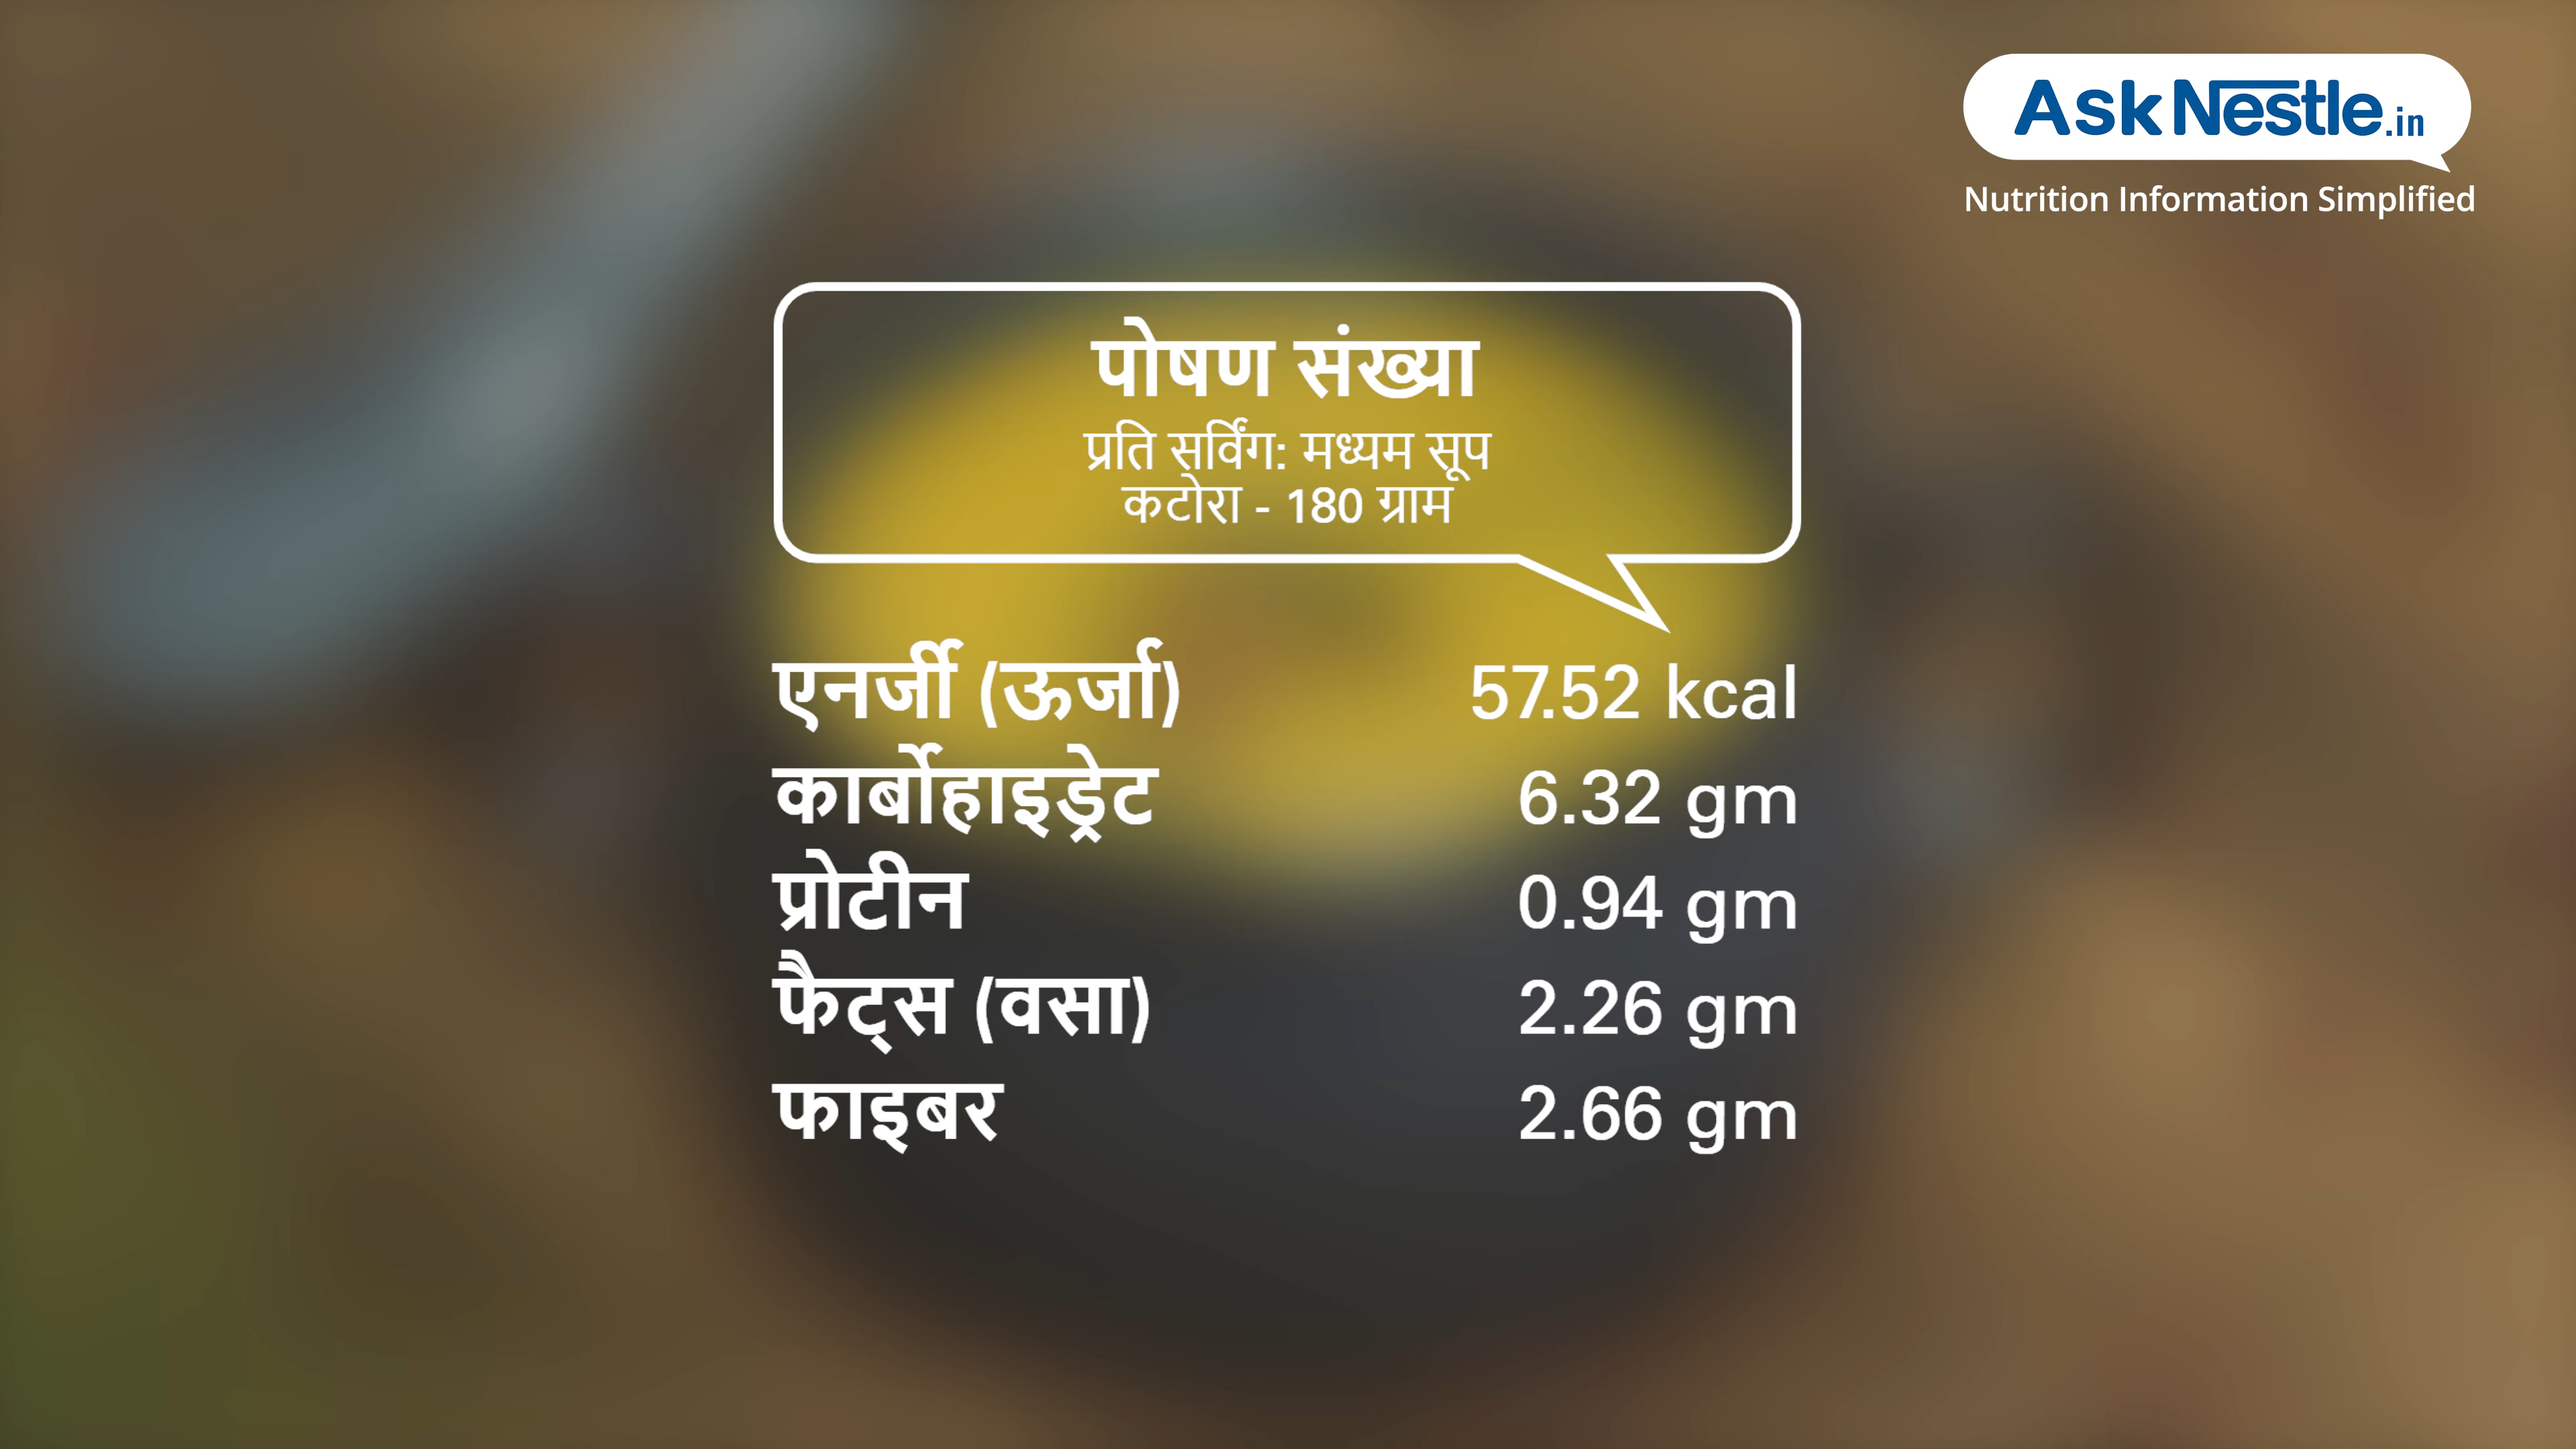 AskNestle.in
Nutrition Information Simplified
पोषण संख्या
प्रति सर्विंग: मध्यम सूप
कटोरा - 180 ग्राम
एनर्जी (ऊर्जा) 57.52 kcal
कार्बोहाइड्रेट 6.32 gm
प्रोटीन 0.94 gm
फैट्स (वसा) 2.26 gm
फाइबर 2.66 gm